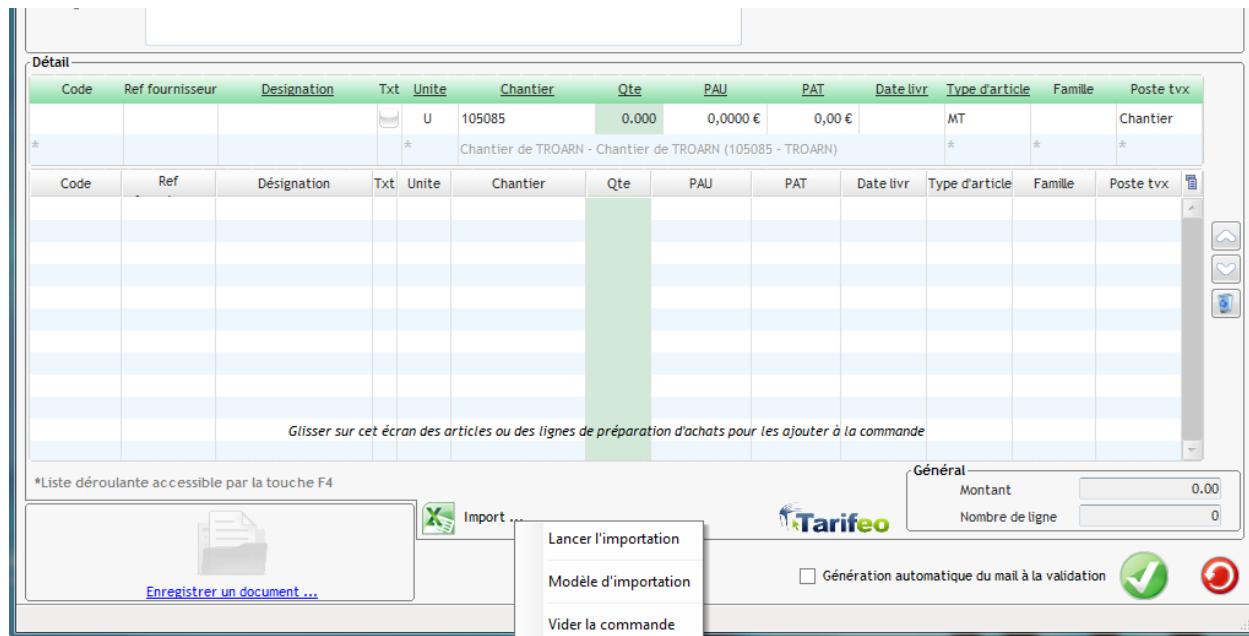 Détail
Code Ref fournisseur Designation Txt Unite Chantier Qte PAU PAT Date livr Type d'article Famille Poste tvx
U 105085 0.000 0,0000 € 0,00 € MT Chantier
* * Chantier de TROARN - Chantier de TROARN (105085 - TROARN) * * *
Code Ref Désignation Txt Unite Chantier Qte PAU PAT Date livr Type d'article Famille Poste tvx
Glisser sur cet écran des articles ou des lignes de préparation d'achats pour les ajouter à la commande
*Liste déroulante accessible par la touche F4
Général
Montant 0.00
Nombre de ligne 0
Import ...
Tarifeo
Lancer l'importation
Modèle d'importation
Vider la commande
Enregistrer un document ...
Génération automatique du mail à la validation